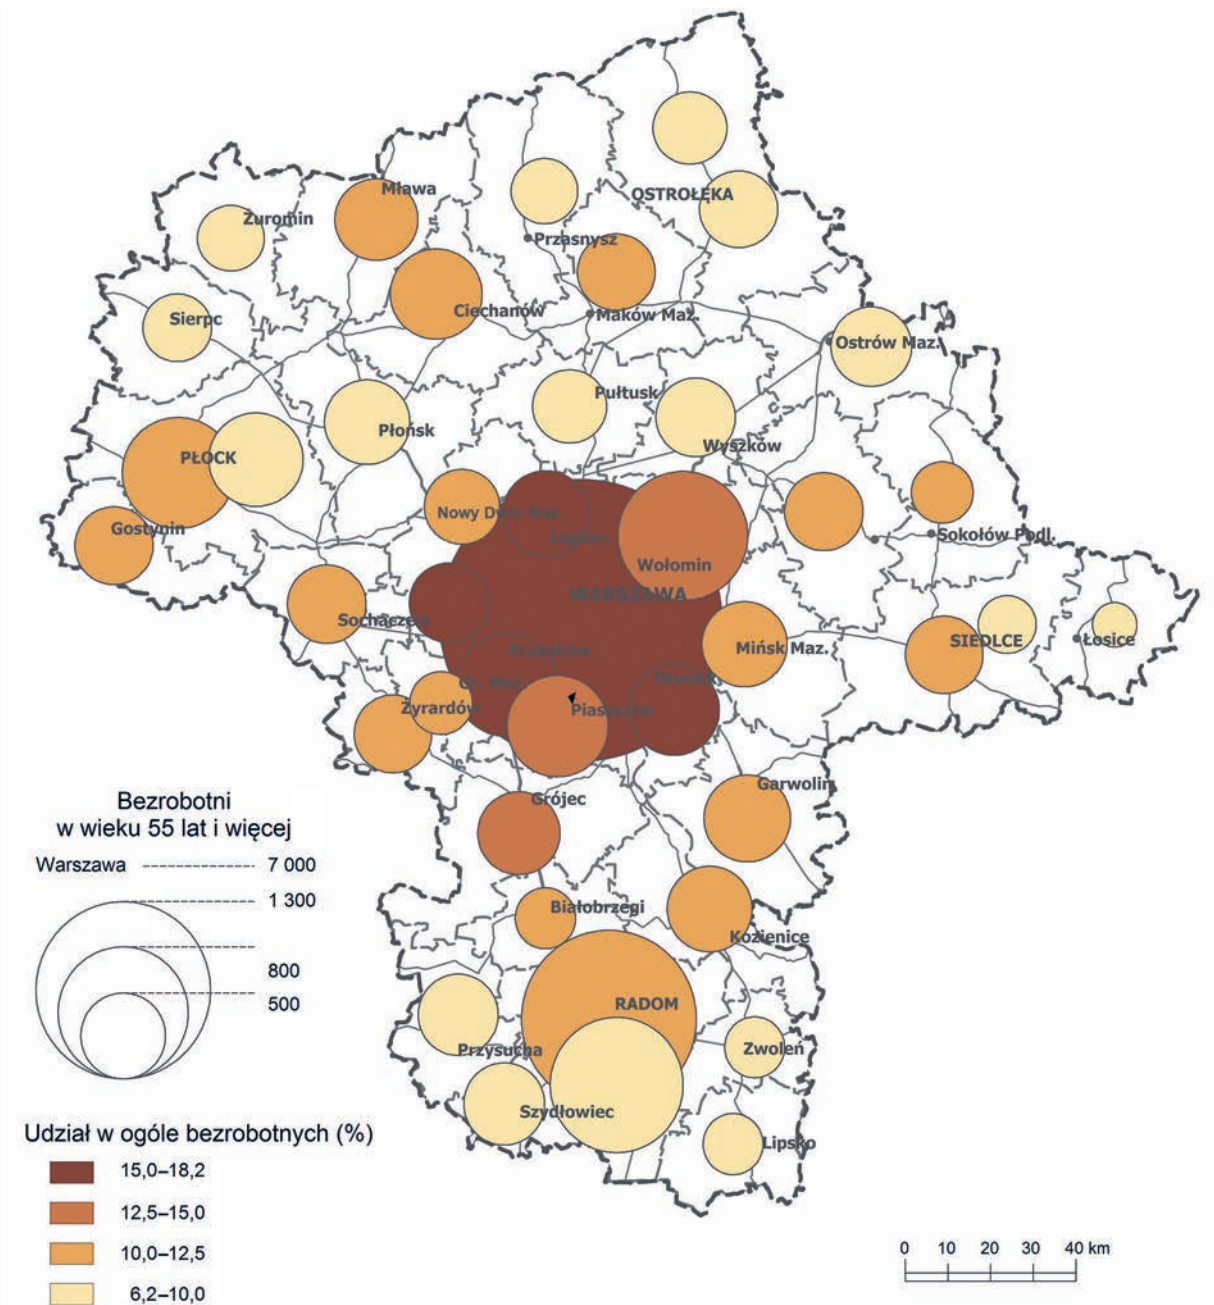 Mława
OSTROŁĘKA
Żuromin
Przasnysz
Ciechanów
Maków Maz.
Sierpc
Ostrów Maz.
Pułtusk
Płońsk
Wyszków
PŁOCK
Nowy Dwór Maz.
Gostynin
Legion.
Sokołów Podl.
Wołomin
WARSZAWA
Sochaczew
SIEDLCE
Łosice
Mińsk Maz.
Pruszków
Otwock
Gr. Maz.
Żyrardów
Piaseczno
Garwolin
Grójec
Bezrobotni
w wieku 55 lat i więcej
Warszawa 7 000
1 300
800
500
Białobrzegi
Kozienice
RADOM
Przysucha
Zwoleń
Szydłowiec
Lipsko
Udział w ogóle bezrobotnych (%)
15,0–18,2
12,5–15,0
10,0–12,5
6,2–10,0
0 10 20 30 40 km